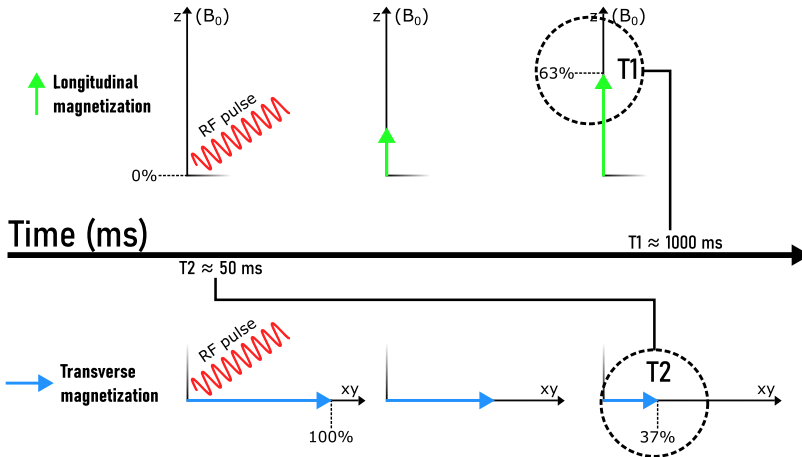 z (B₀)
z (B₀)
z (B₀)
Longitudinal
magnetization
RF pulse
63%
T1
0%
Time (ms)
T1 ≈ 1000 ms
T2 ≈ 50 ms
RF pulse
Transverse
magnetization
xy
xy
T2
xy
100%
37%